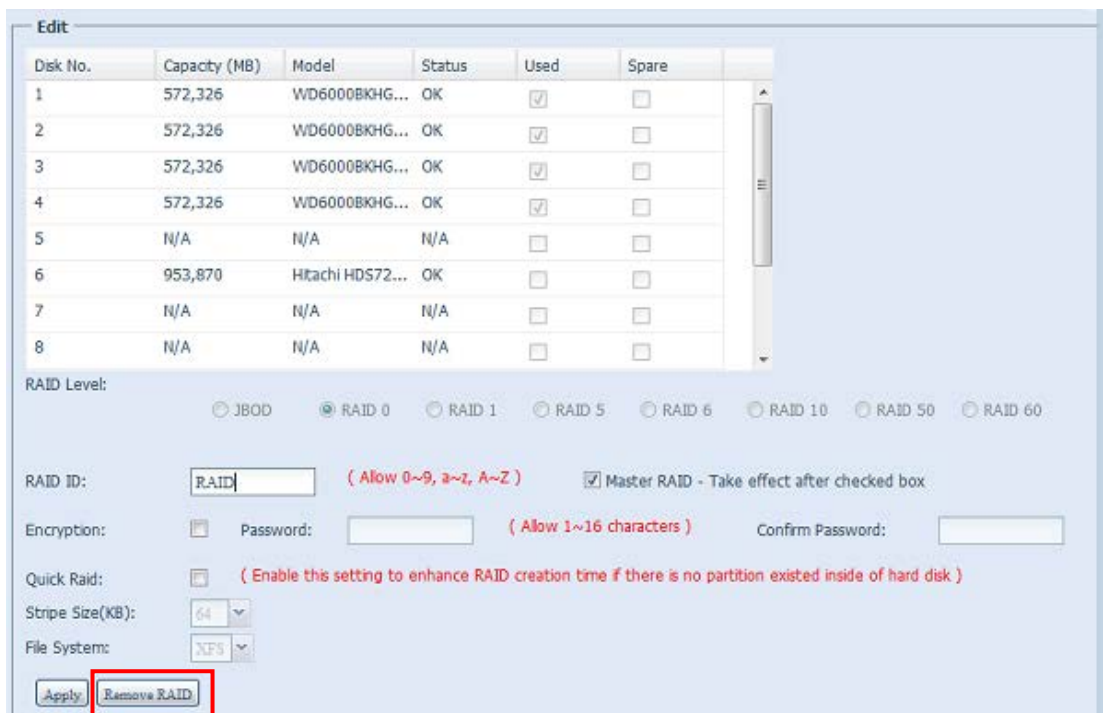 Edit
Disk No. Capacity (MB) Model Status Used Spare
1 572,326 WD6000BKHG... OK
2 572,326 WD6000BKHG... OK
3 572,326 WD6000BKHG... OK
4 572,326 WD6000BKHG... OK
5 N/A N/A N/A
6 953,870 Hitachi HDS72... OK
7 N/A N/A N/A
8 N/A N/A N/A
RAID Level:
JBOD RAID 0 RAID 1 RAID 5 RAID 6 RAID 10 RAID 50 RAID 60
RAID ID: RAID ( Allow 0~9, a~z, A~Z ) Master RAID - Take effect after checked box
Encryption: Password: ( Allow 1~16 characters ) Confirm Password:
Quick Raid: ( Enable this setting to enhance RAID creation time if there is no partition existed inside of hard disk )
Stripe Size(KB): 64
File System: XFS
Apply Remove RAID